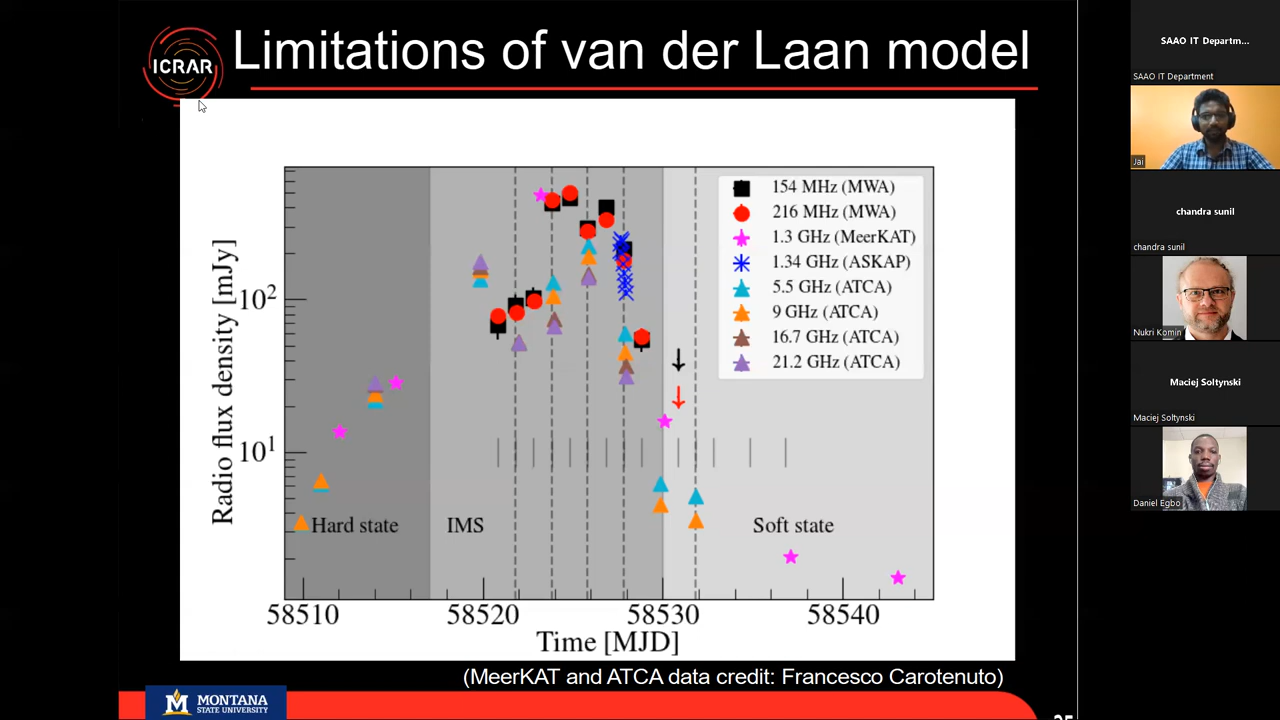 Limitations of van der Laan model
ICRAR
154 MHz (MWA)
216 MHz (MWA)
1.3 GHz (MeerKAT)
1.34 GHz (ASKAP)
5.5 GHz (ATCA)
9 GHz (ATCA)
16.7 GHz (ATCA)
21.2 GHz (ATCA)
Radio flux density [mJy]
10²
10¹
Hard state
IMS
Soft state
58510
58520
58530
58540
Time [MJD]
(MeerKAT and ATCA data credit: Francesco Carotenuto)
M MONTANA
STATE UNIVERSITY
SAAO IT Departm...
SAAO IT Department
Jai
chandra sunil
chandra sunil
Nukri Komin
Maciej Sołtynski
Maciej Sołtynski
Daniel Egbo